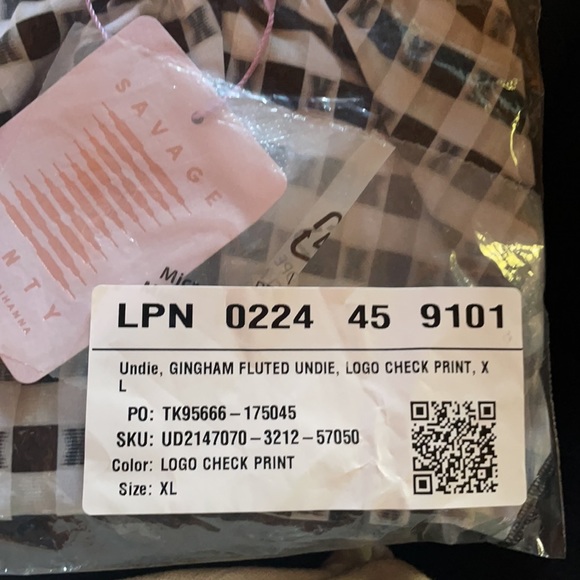 SAVAGE
NTY
RIHANNA
LPN 0224 45 9101
Undie, GINGHAM FLUTED UNDIE, LOGO CHECK PRINT, X
L
PO: TK95666-175045
SKU: UD2147070-3212-57050
Color: LOGO CHECK PRINT
Size: XL